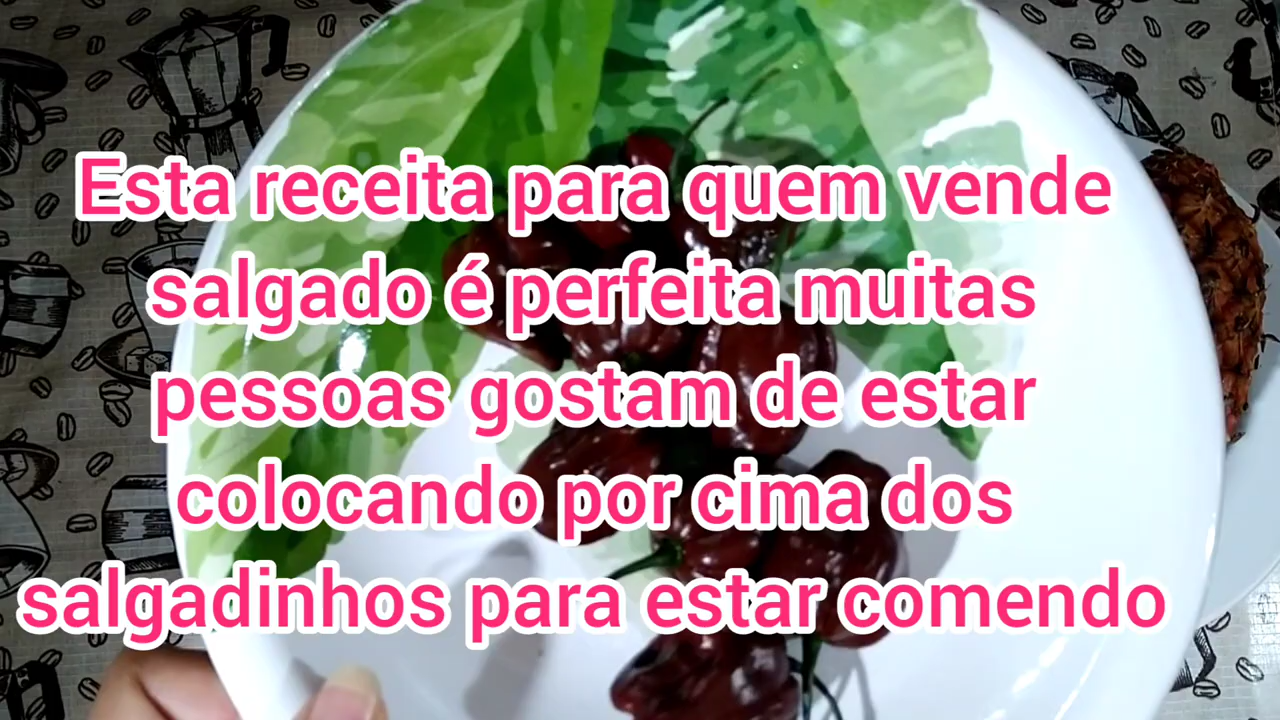 Esta receita para quem vende
salgado é perfeita muitas
pessoas gostam de estar
colocando por cima dos
salgadinhos para estar comendo